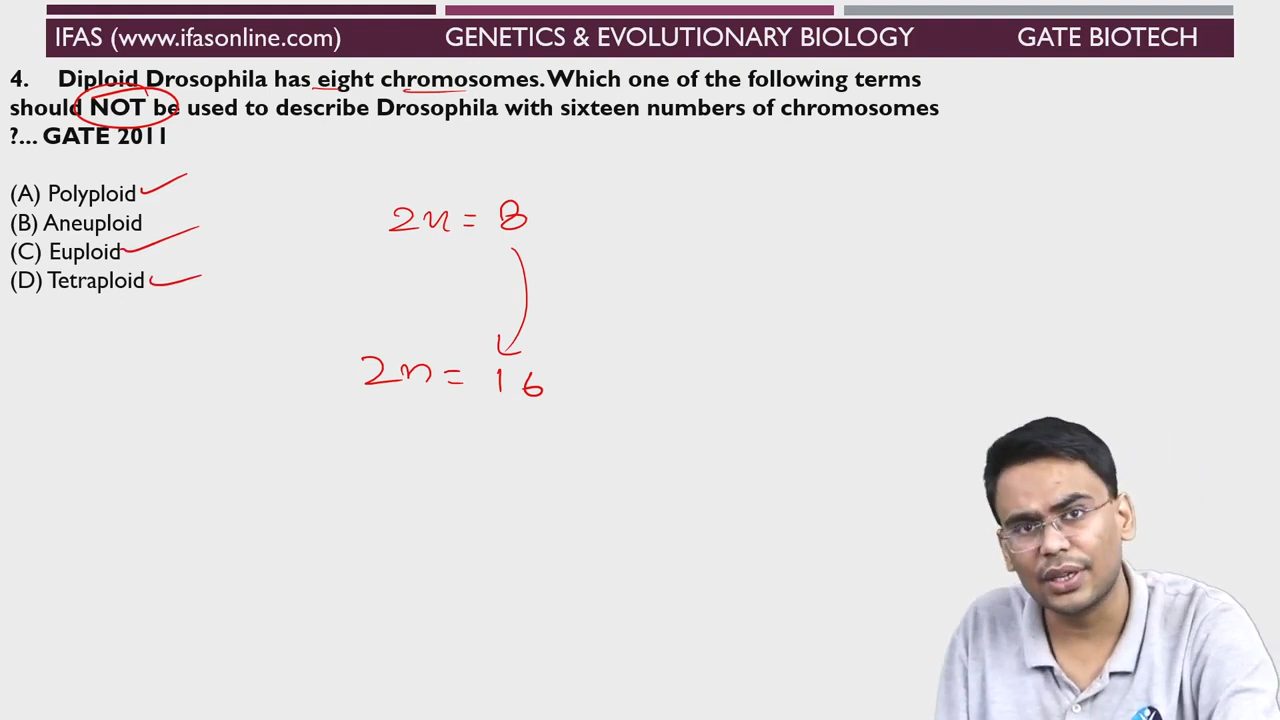 IFAS (www.ifasonline.com) GENETICS & EVOLUTIONARY BIOLOGY GATE BIOTECH
4. Diploid Drosophila has eight chromosomes. Which one of the following terms
should NOT be used to describe Drosophila with sixteen numbers of chromosomes
?... GATE 2011
(A) Polyploid
(B) Aneuploid
(C) Euploid
(D) Tetraploid
2n = 8
2n = 16